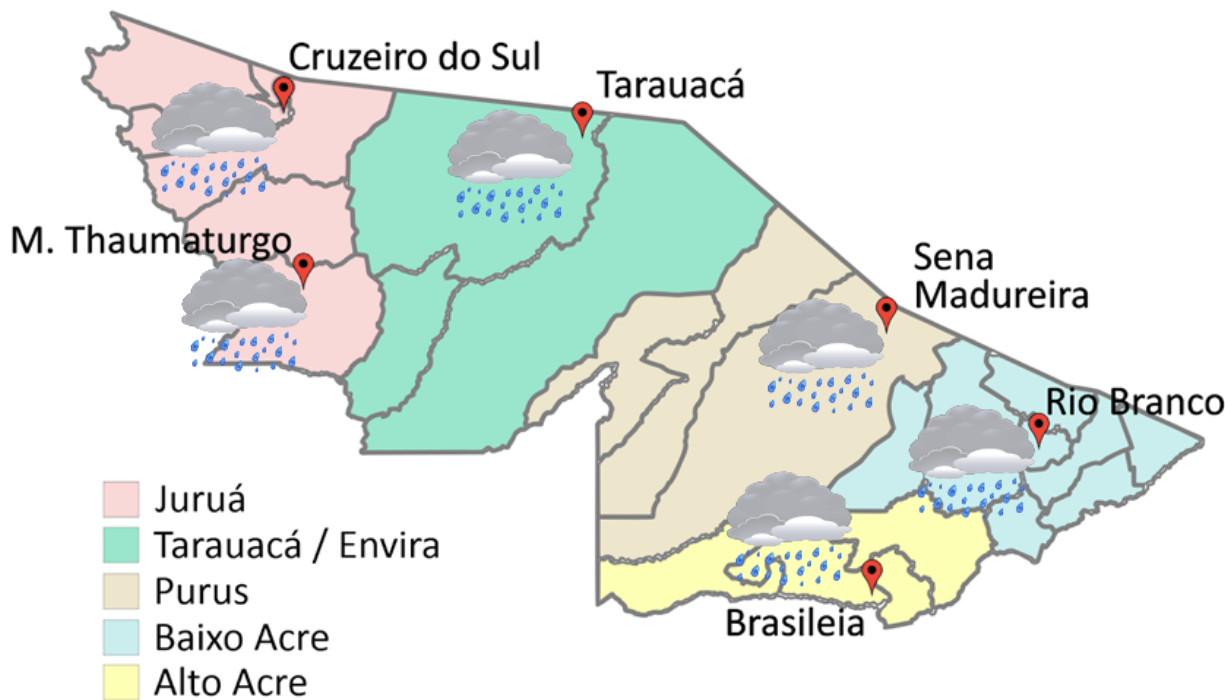 Cruzeiro do Sul
Tarauacá
M. Thaumaturgo
Sena
Madureira
Rio Branco
Brasileia
Juruá
Tarauacá / Envira
Purus
Baixo Acre
Alto Acre